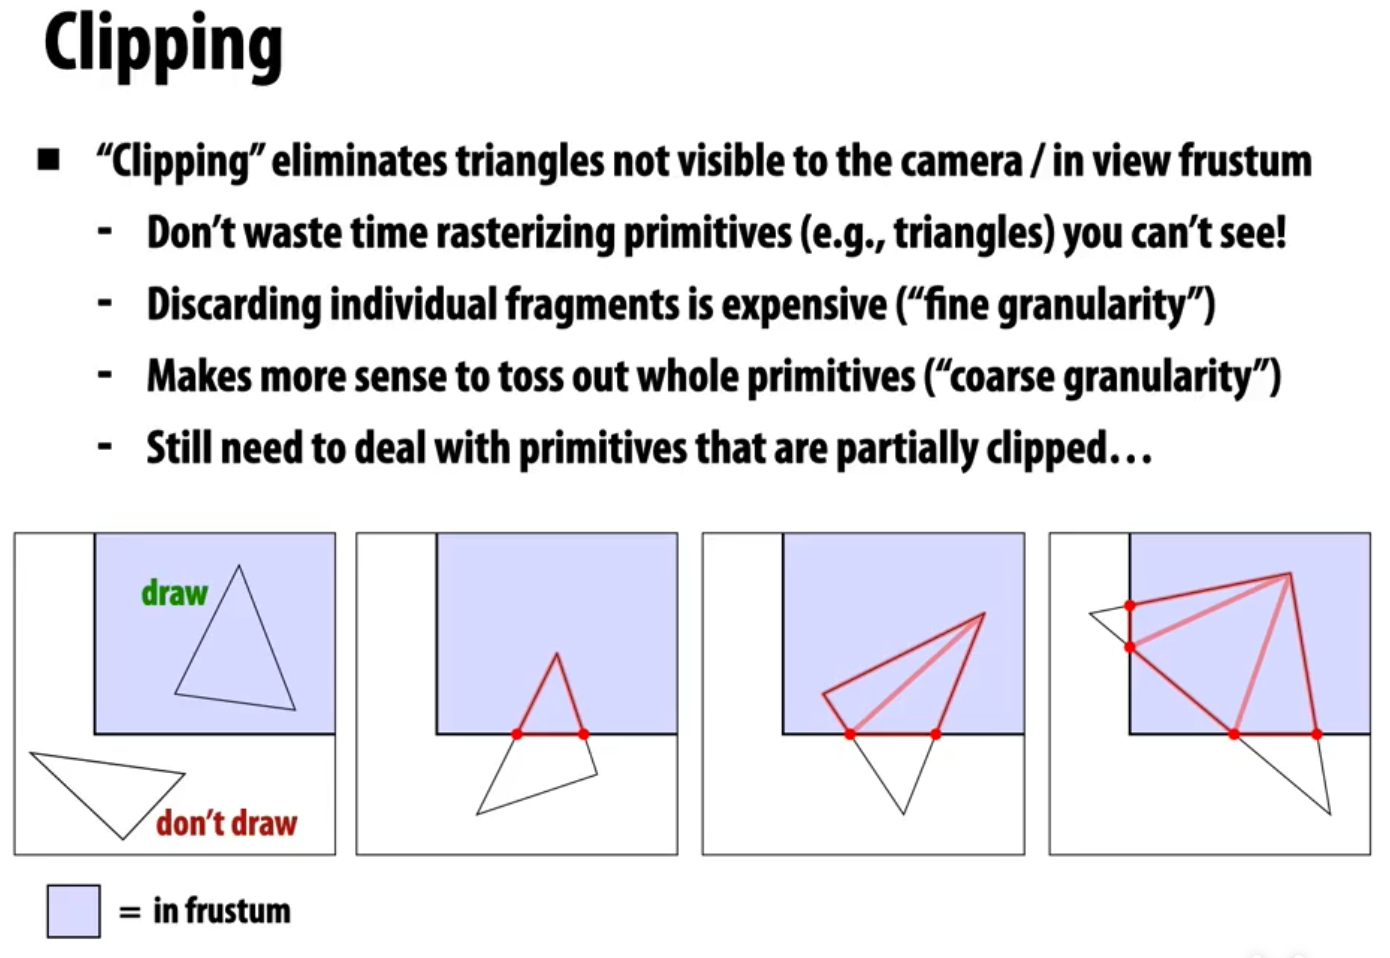 Clipping
■ “Clipping” eliminates triangles not visible to the camera / in view frustum
- Don’t waste time rasterizing primitives (e.g., triangles) you can’t see!
- Discarding individual fragments is expensive (“fine granularity”)
- Makes more sense to toss out whole primitives (“coarse granularity”)
- Still need to deal with primitives that are partially clipped…
draw
don’t draw
= in frustum